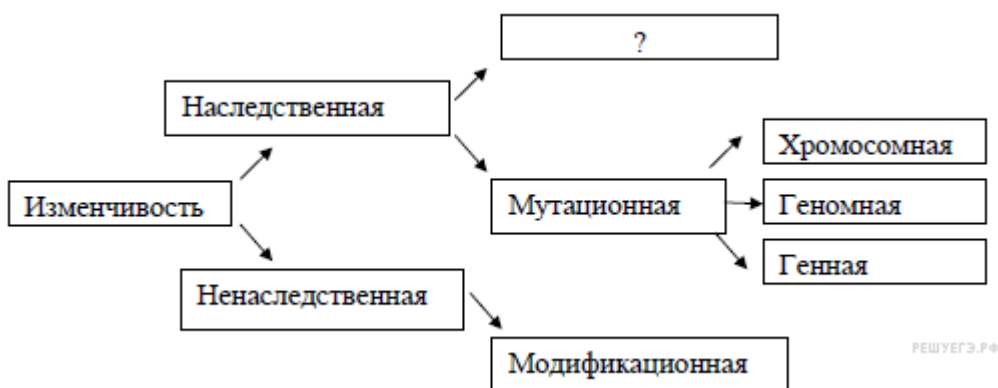 ?
Наследственная
Хромосомная
Изменчивость
Мутационная
Геномная
Генная
Ненаследственная
Модификационная
РЕШУЕГЭ.РФ